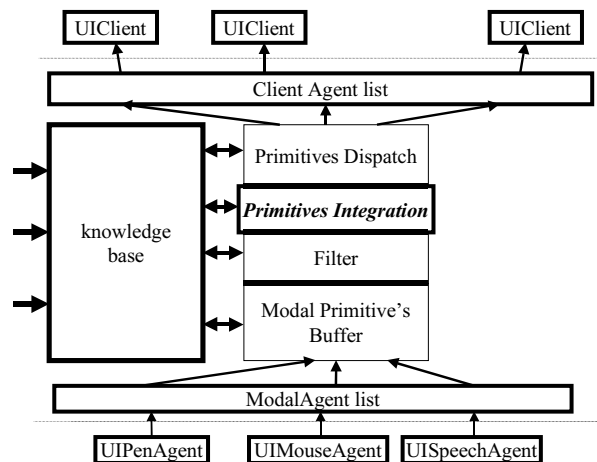 UIClient UIClient UIClient
Client Agent list
Primitives Dispatch
Primitives Integration
knowledge
base
Filter
Modal Primitive’s
Buffer
ModalAgent list
UIPenAgent UIMouseAgent UISpeechAgent